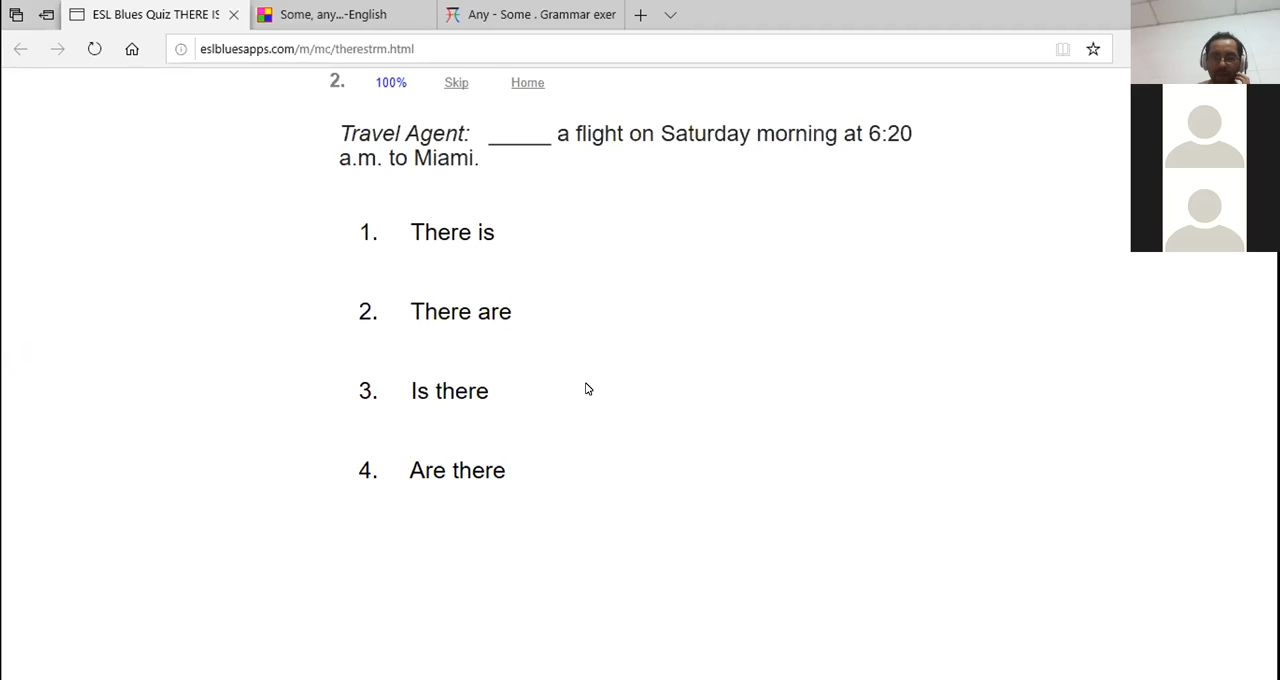 ESL Blues Quiz THERE IS
Some, any...-English
Any - Some . Grammar exer
eslbluesapps.com/m/mc/therestrm.html
2. 100% Skip Home
Travel Agent: ______ a flight on Saturday morning at 6:20
a.m. to Miami.
1. There is
2. There are
3. Is there
4. Are there